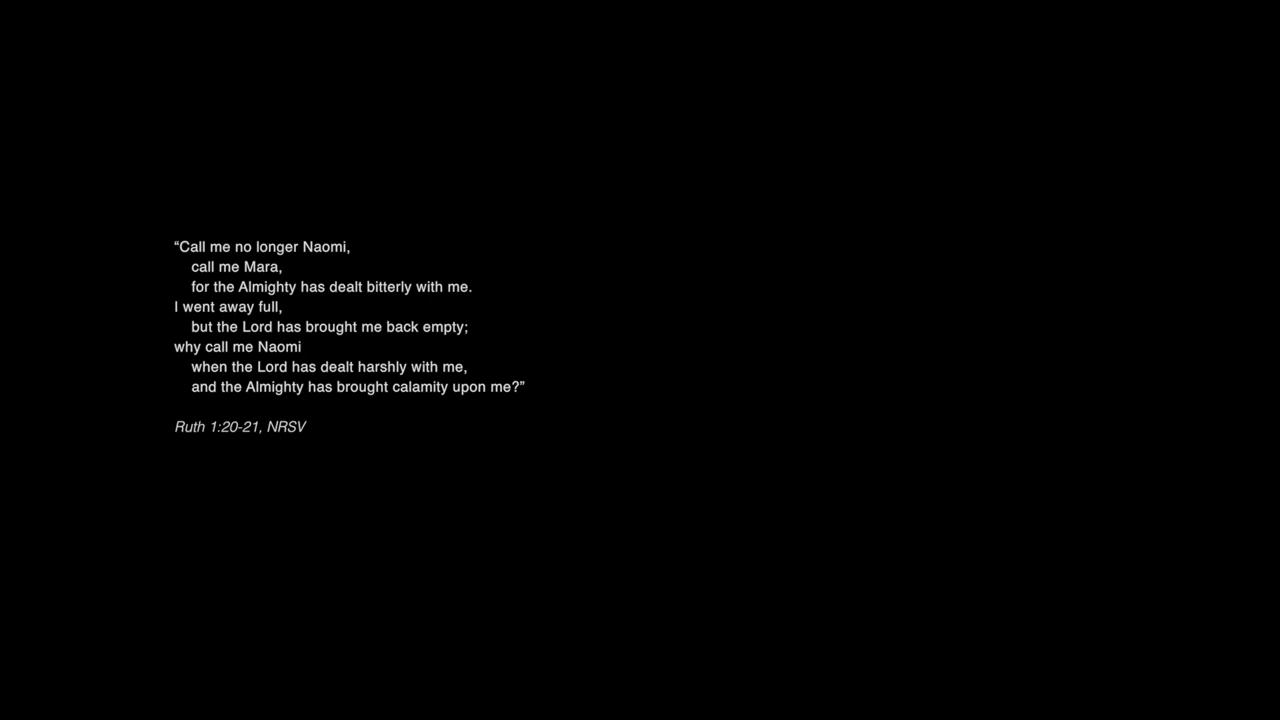 “Call me no longer Naomi,
call me Mara,
for the Almighty has dealt bitterly with me.
I went away full,
but the Lord has brought me back empty;
why call me Naomi
when the Lord has dealt harshly with me,
and the Almighty has brought calamity upon me?”
Ruth 1:20-21, NRSV